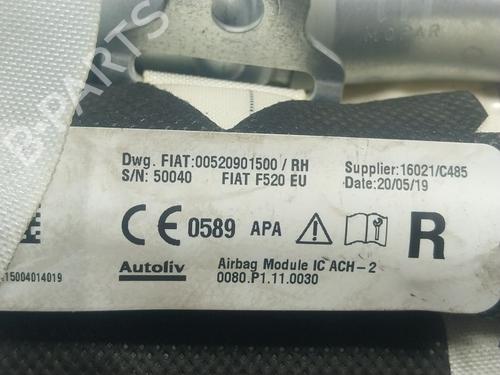 MOPAR
B-PARTS
Dwg. FIAT:00520901500 / RH
Supplier:16021/C485
S/N: 50040 FIAT F520 EU
Date:20/05/19
CE 0589 APA
R
Autoliv
Airbag Module IC ACH-2
.15004014019
0080.P1.11.0030